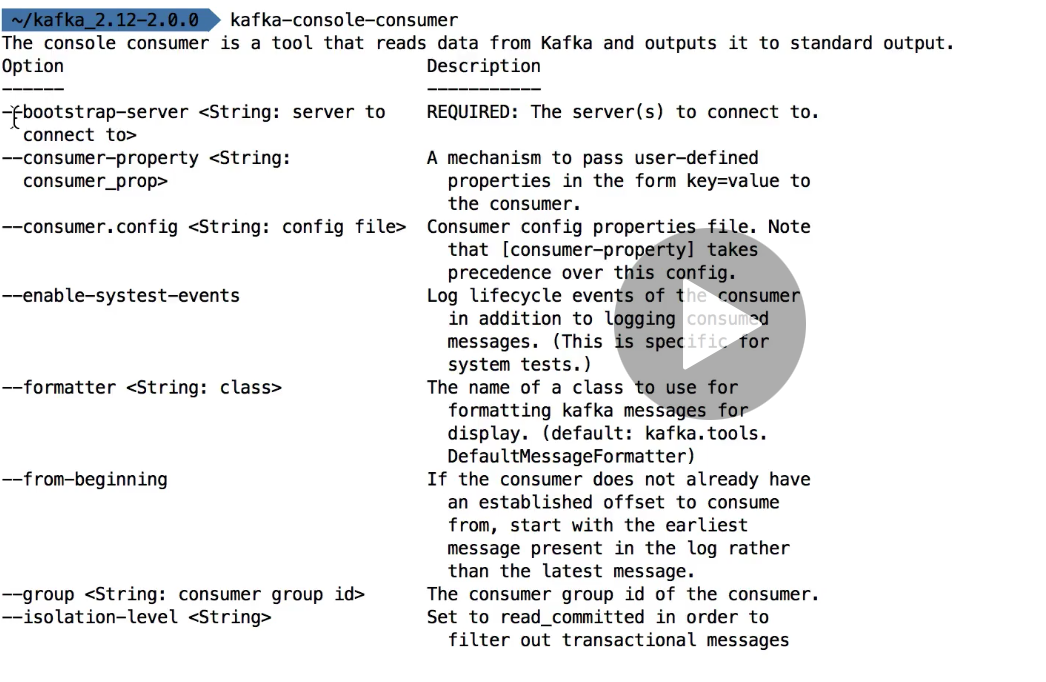 ~/kafka_2.12-2.0.0 kafka-console-consumer
The console consumer is a tool that reads data from Kafka and outputs it to standard output.
Option Description
------ -----------
--bootstrap-server <String: server to REQUIRED: The server(s) to connect to.
connect to>
--consumer-property <String: A mechanism to pass user-defined
consumer_prop> properties in the form key=value to
the consumer.
--consumer.config <String: config file> Consumer config properties file. Note
that [consumer-property] takes
precedence over this config.
--enable-systest-events Log lifecycle events of the consumer
in addition to logging consumed
messages. (This is specific for
system tests.)
--formatter <String: class> The name of a class to use for
formatting kafka messages for
display. (default: kafka.tools.
DefaultMessageFormatter)
--from-beginning If the consumer does not already have
an established offset to consume
from, start with the earliest
message present in the log rather
than the latest message.
--group <String: consumer group id> The consumer group id of the consumer.
--isolation-level <String> Set to read_committed in order to
filter out transactional messages